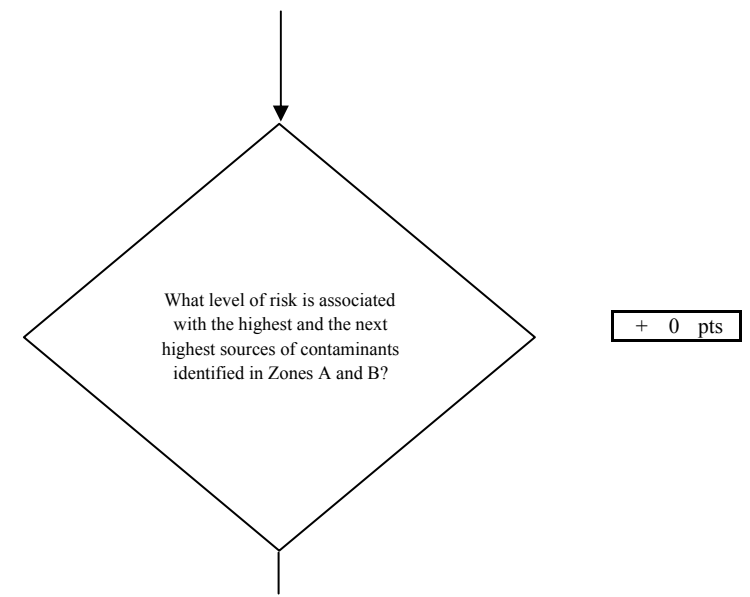 What level of risk is associated
with the highest and the next
highest sources of contaminants
identified in Zones A and B?
+ 0 pts